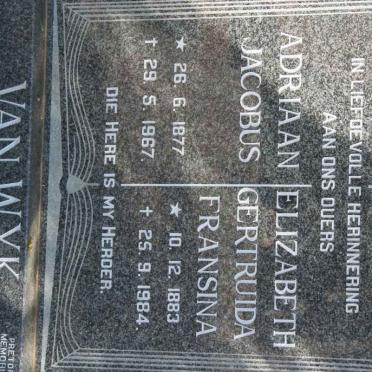 IN LIEFDEVOLLE HERINNERING
AAN ONS OUERS
ADRIAAN ELIZABETH
JACOBUS GERTRUIDA
FRANSINA
★ 26. 6. 1877 ★ 10. 12. 1883
† 29. 5. 1967. † 25. 9. 1984.
DIE HERE IS MY HERDER.
VAN WYK